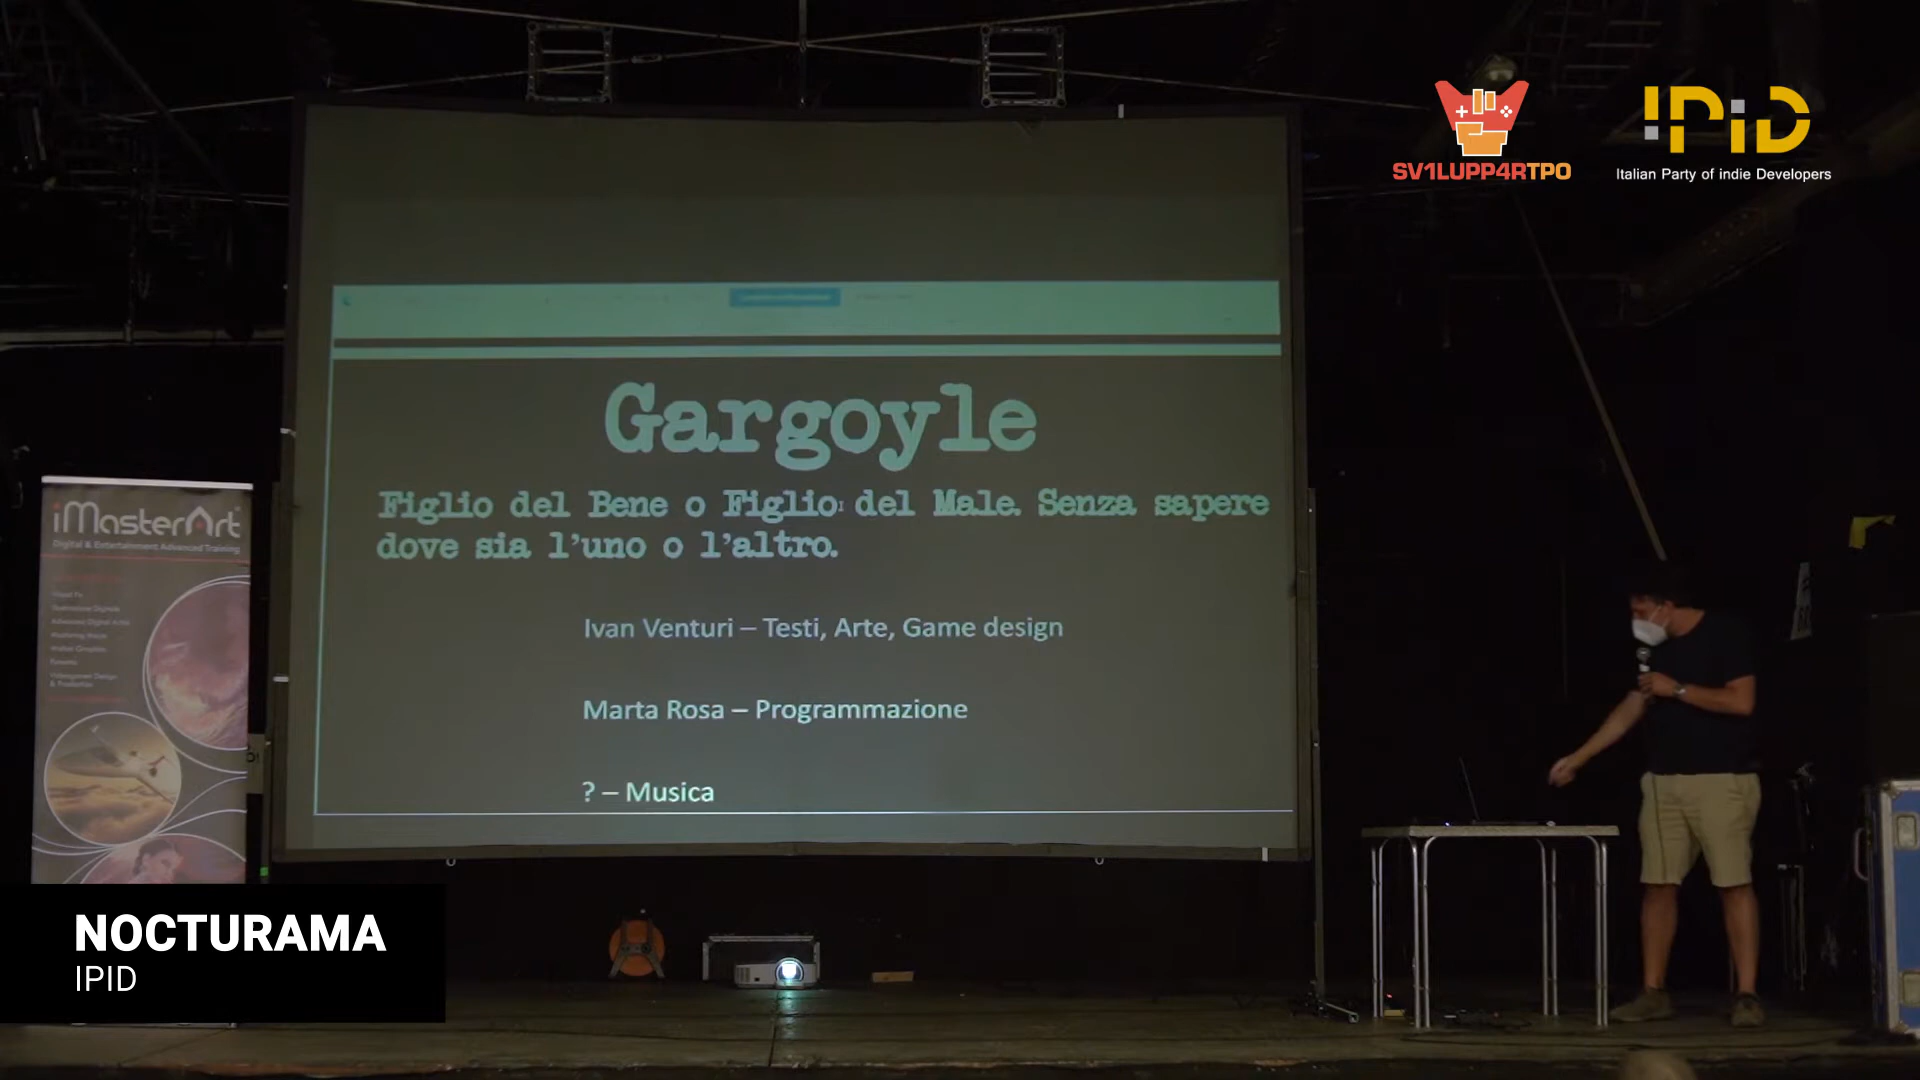 SV1LUPP4RTPO
!PiD
Italian Party of indie Developers
Gargoyle
Figlio del Bene o Figlio del Male. Senza sapere
dove sia l'uno o l'altro.
Ivan Venturi – Testi, Arte, Game design
Marta Rosa – Programmazione
? – Musica
iMasterArt
Digital & Entertainment Advanced Training
NOCTURAMA
IPID